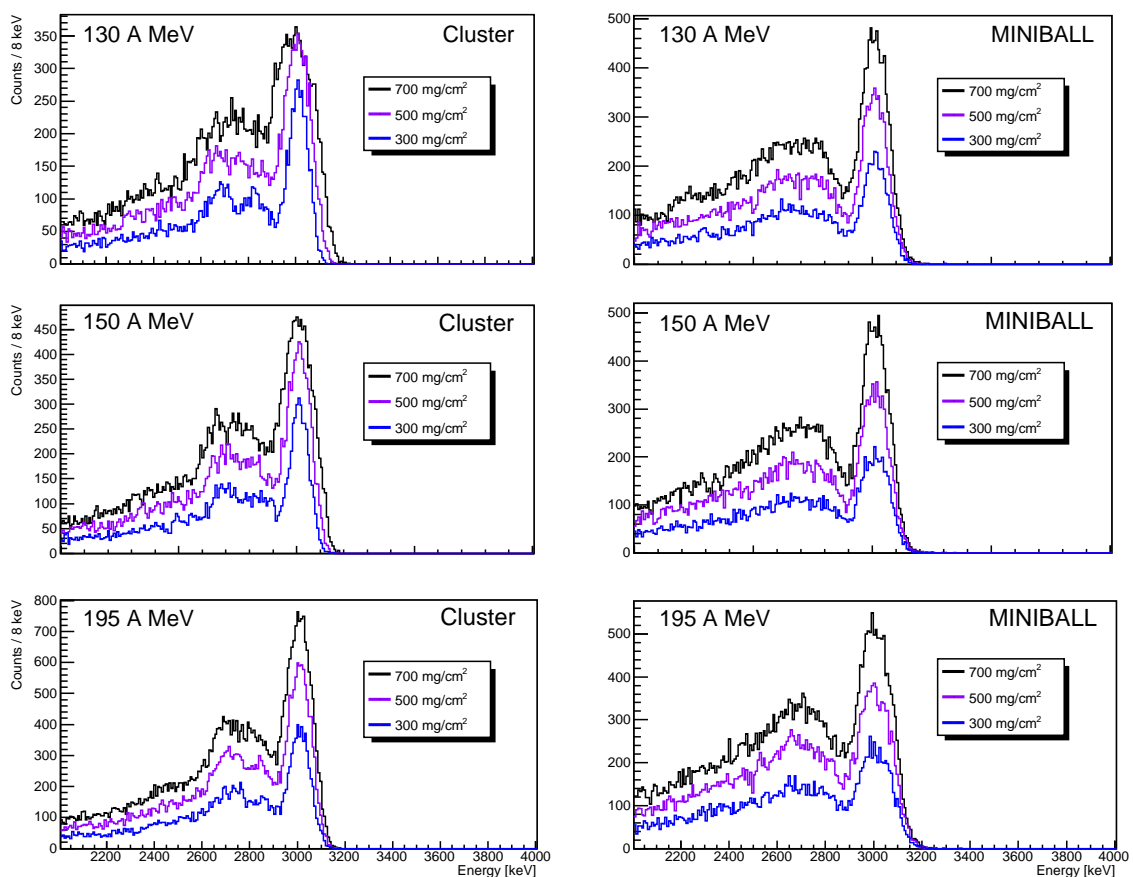 130 A MeV
Cluster
Counts / 8 keV
350
300
250
200
150
100
50
0
700 mg/cm²
500 mg/cm²
300 mg/cm²
130 A MeV
MINIBALL
500
400
300
200
100
0
700 mg/cm²
500 mg/cm²
300 mg/cm²
150 A MeV
Cluster
Counts / 8 keV
450
400
350
300
250
200
150
100
50
0
700 mg/cm²
500 mg/cm²
300 mg/cm²
150 A MeV
MINIBALL
500
400
300
200
100
0
700 mg/cm²
500 mg/cm²
300 mg/cm²
195 A MeV
Cluster
Counts / 8 keV
800
700
600
500
400
300
200
100
0
700 mg/cm²
500 mg/cm²
300 mg/cm²
2200 2400 2600 2800 3000 3200 3400 3600 3800 4000
Energy [keV]
195 A MeV
MINIBALL
500
400
300
200
100
0
700 mg/cm²
500 mg/cm²
300 mg/cm²
2200 2400 2600 2800 3000 3200 3400 3600 3800 4000
Energy [keV]